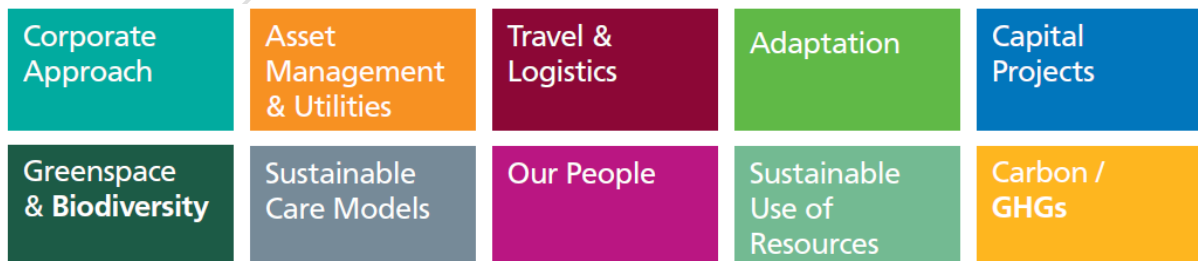 Corporate
Approach
Asset
Management
& Utilities
Travel &
Logistics
Adaptation
Capital
Projects
Greenspace
& Biodiversity
Sustainable
Care Models
Our People
Sustainable
Use of
Resources
Carbon /
GHGs